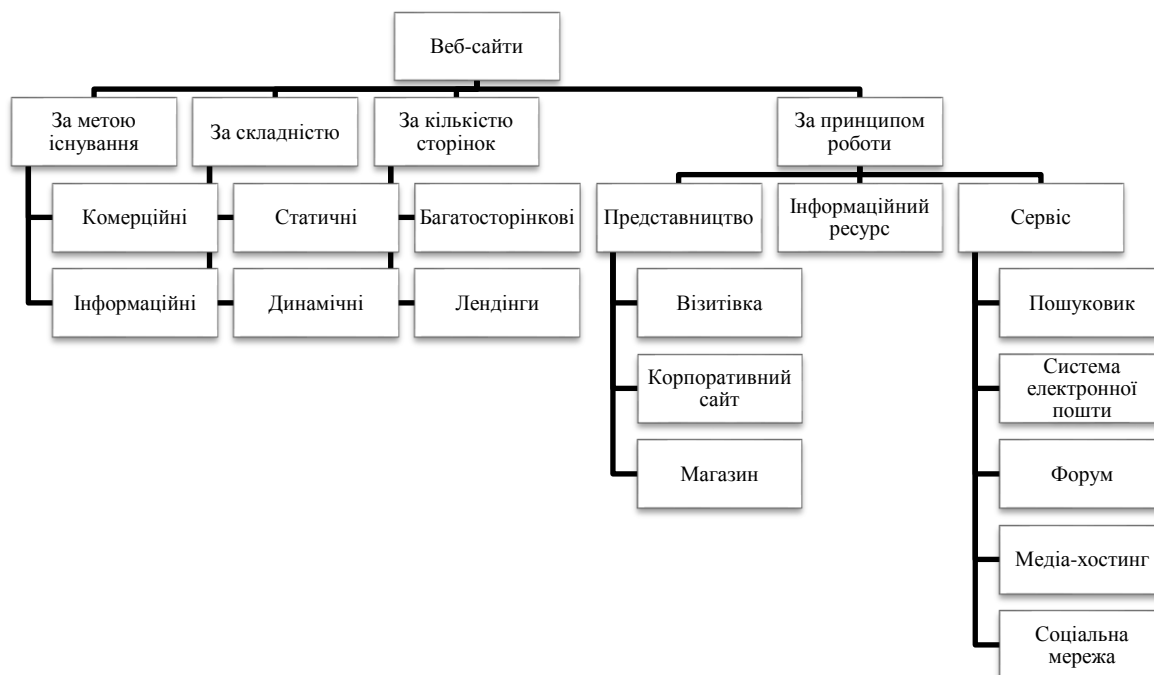 Веб-сайти
За метою
існування
За складністю
За кількістю
сторінок
За принципом
роботи
Комерційні
Статичні
Багатосторінкові
Представництво
Інформаційний
ресурс
Сервіс
Інформаційні
Динамічні
Лендінги
Візитівка
Пошуковик
Корпоративний
сайт
Система
електронної
пошти
Магазин
Форум
Медіа-хостинг
Соціальна
мережа